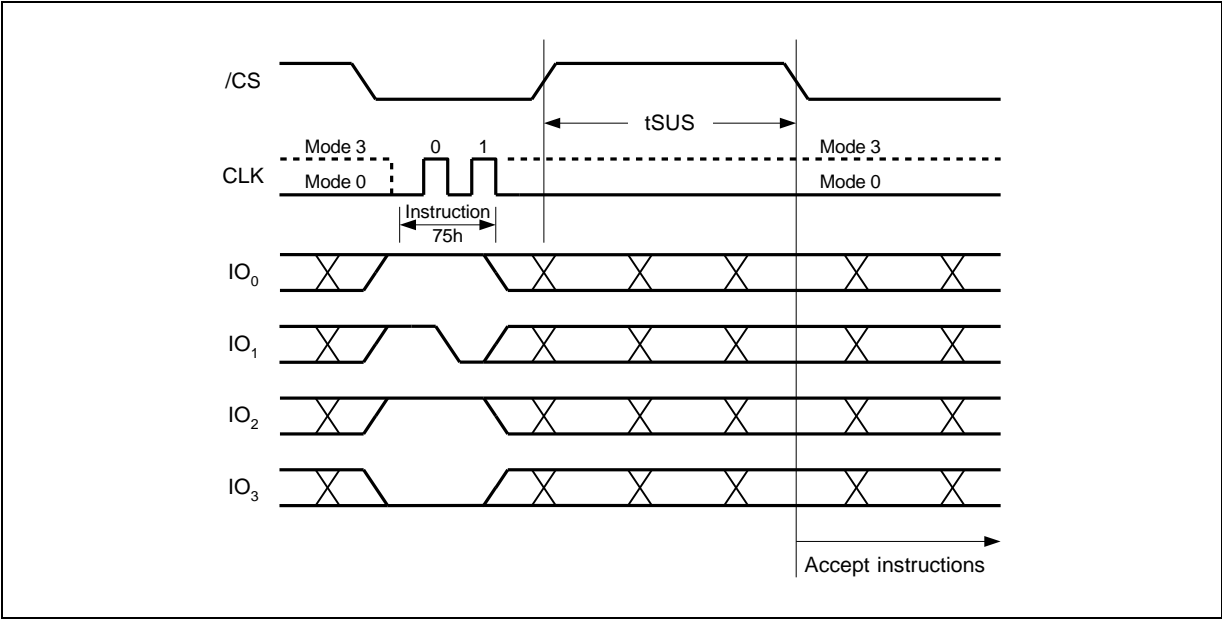 /CS
tSUS
Mode 3 0 1 Mode 3
CLK
Mode 0 Mode 0
Instruction
75h
IO0
IO1
IO2
IO3
Accept instructions